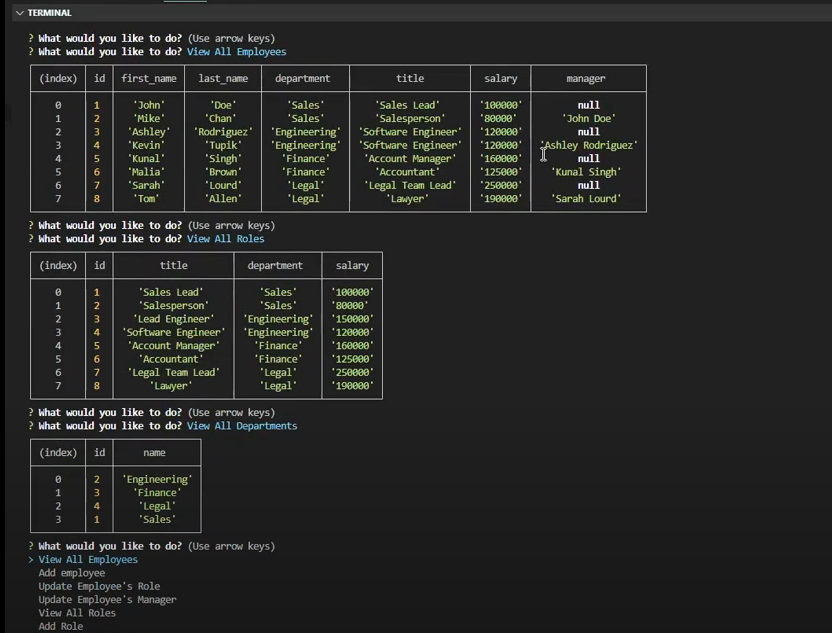 TERMINAL
? What would you like to do? (Use arrow keys)
? What would you like to do? View All Employees
(index) id first_name last_name department title salary manager
0 1 'John' 'Doe' 'Sales' 'Sales Lead' '100000' null
1 2 'Mike' 'Chan' 'Sales' 'Salesperson' '80000' 'John Doe'
2 3 'Ashley' 'Rodriguez' 'Engineering' 'Software Engineer' '120000' null
3 4 'Kevin' 'Tupik' 'Engineering' 'Software Engineer' '120000' 'Ashley Rodriguez'
4 5 'Kunal' 'Singh' 'Finance' 'Account Manager' '160000' null
5 6 'Malia' 'Brown' 'Finance' 'Accountant' '125000' 'Kunal Singh'
6 7 'Sarah' 'Lourd' 'Legal' 'Legal Team Lead' '250000' null
7 8 'Tom' 'Allen' 'Legal' 'Lawyer' '190000' 'Sarah Lourd'
? What would you like to do? (Use arrow keys)
? What would you like to do? View All Roles
(index) id title department salary
0 1 'Sales Lead' 'Sales' '100000'
1 2 'Salesperson' 'Sales' '80000'
2 3 'Lead Engineer' 'Engineering' '150000'
3 4 'Software Engineer' 'Engineering' '120000'
4 5 'Account Manager' 'Finance' '160000'
5 6 'Accountant' 'Finance' '125000'
6 7 'Legal Team Lead' 'Legal' '250000'
7 8 'Lawyer' 'Legal' '190000'
? What would you like to do? (Use arrow keys)
? What would you like to do? View All Departments
(index) id name
0 2 'Engineering'
1 3 'Finance'
2 4 'Legal'
3 1 'Sales'
? What would you like to do? (Use arrow keys)
> View All Employees
Add employee
Update Employee's Role
Update Employee's Manager
View All Roles
Add Role